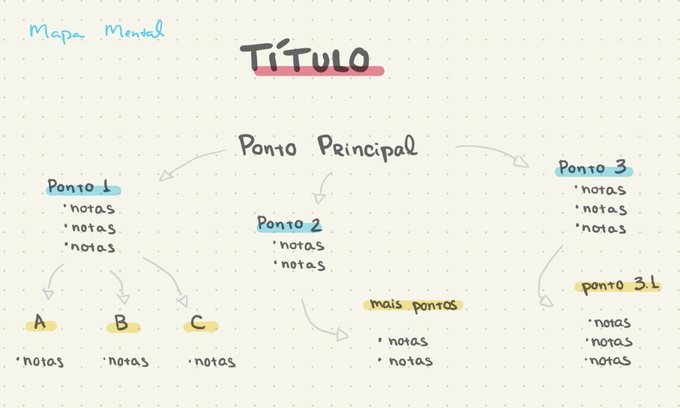 Mapa Mental
TÍTULO
Ponto Principal
Ponto 1
• notas
• notas
• notas
Ponto 2
• notas
• notas
Ponto 3
• notas
• notas
• notas
A
• notas
B
• notas
C
• notas
mais pontos
• notas
• notas
ponto 3.1
• notas
• notas
• notas